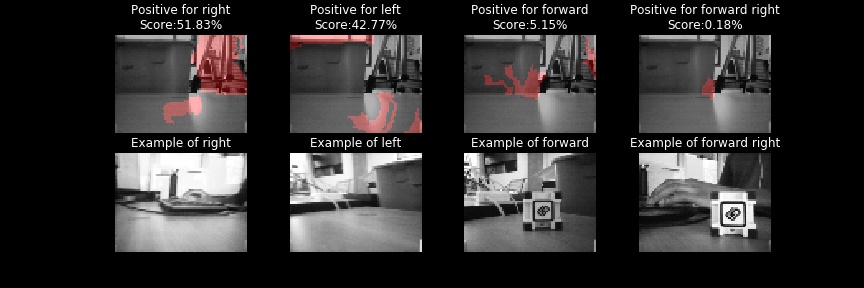 Positive for right
Score:51.83%
Positive for left
Score:42.77%
Positive for forward
Score:5.15%
Positive for forward right
Score:0.18%
Example of right
Example of left
Example of forward
Example of forward right